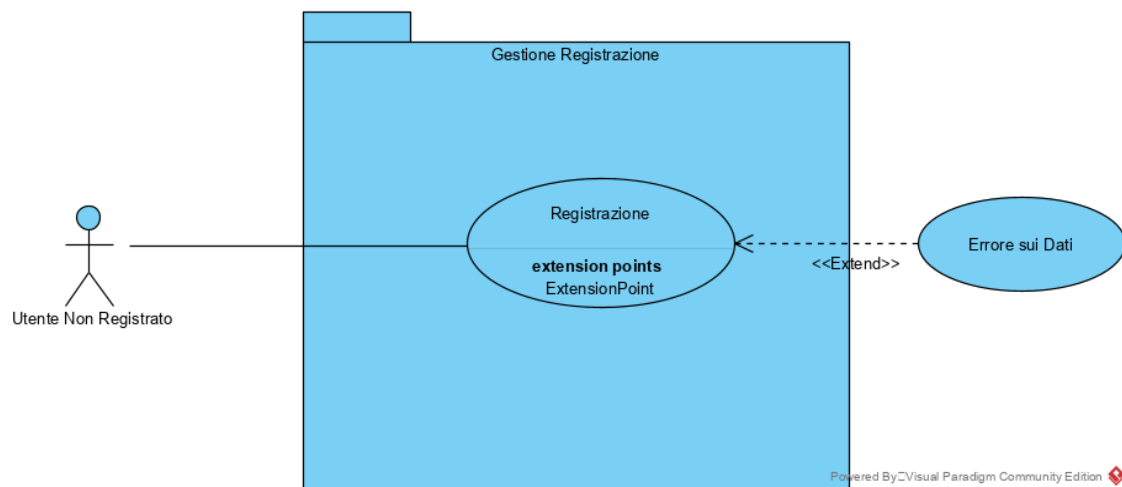 Gestione Registrazione
Registrazione
extension points
ExtensionPoint
<<Extend>>
Errore sui Dati
Utente Non Registrato
Powered By Visual Paradigm Community Edition